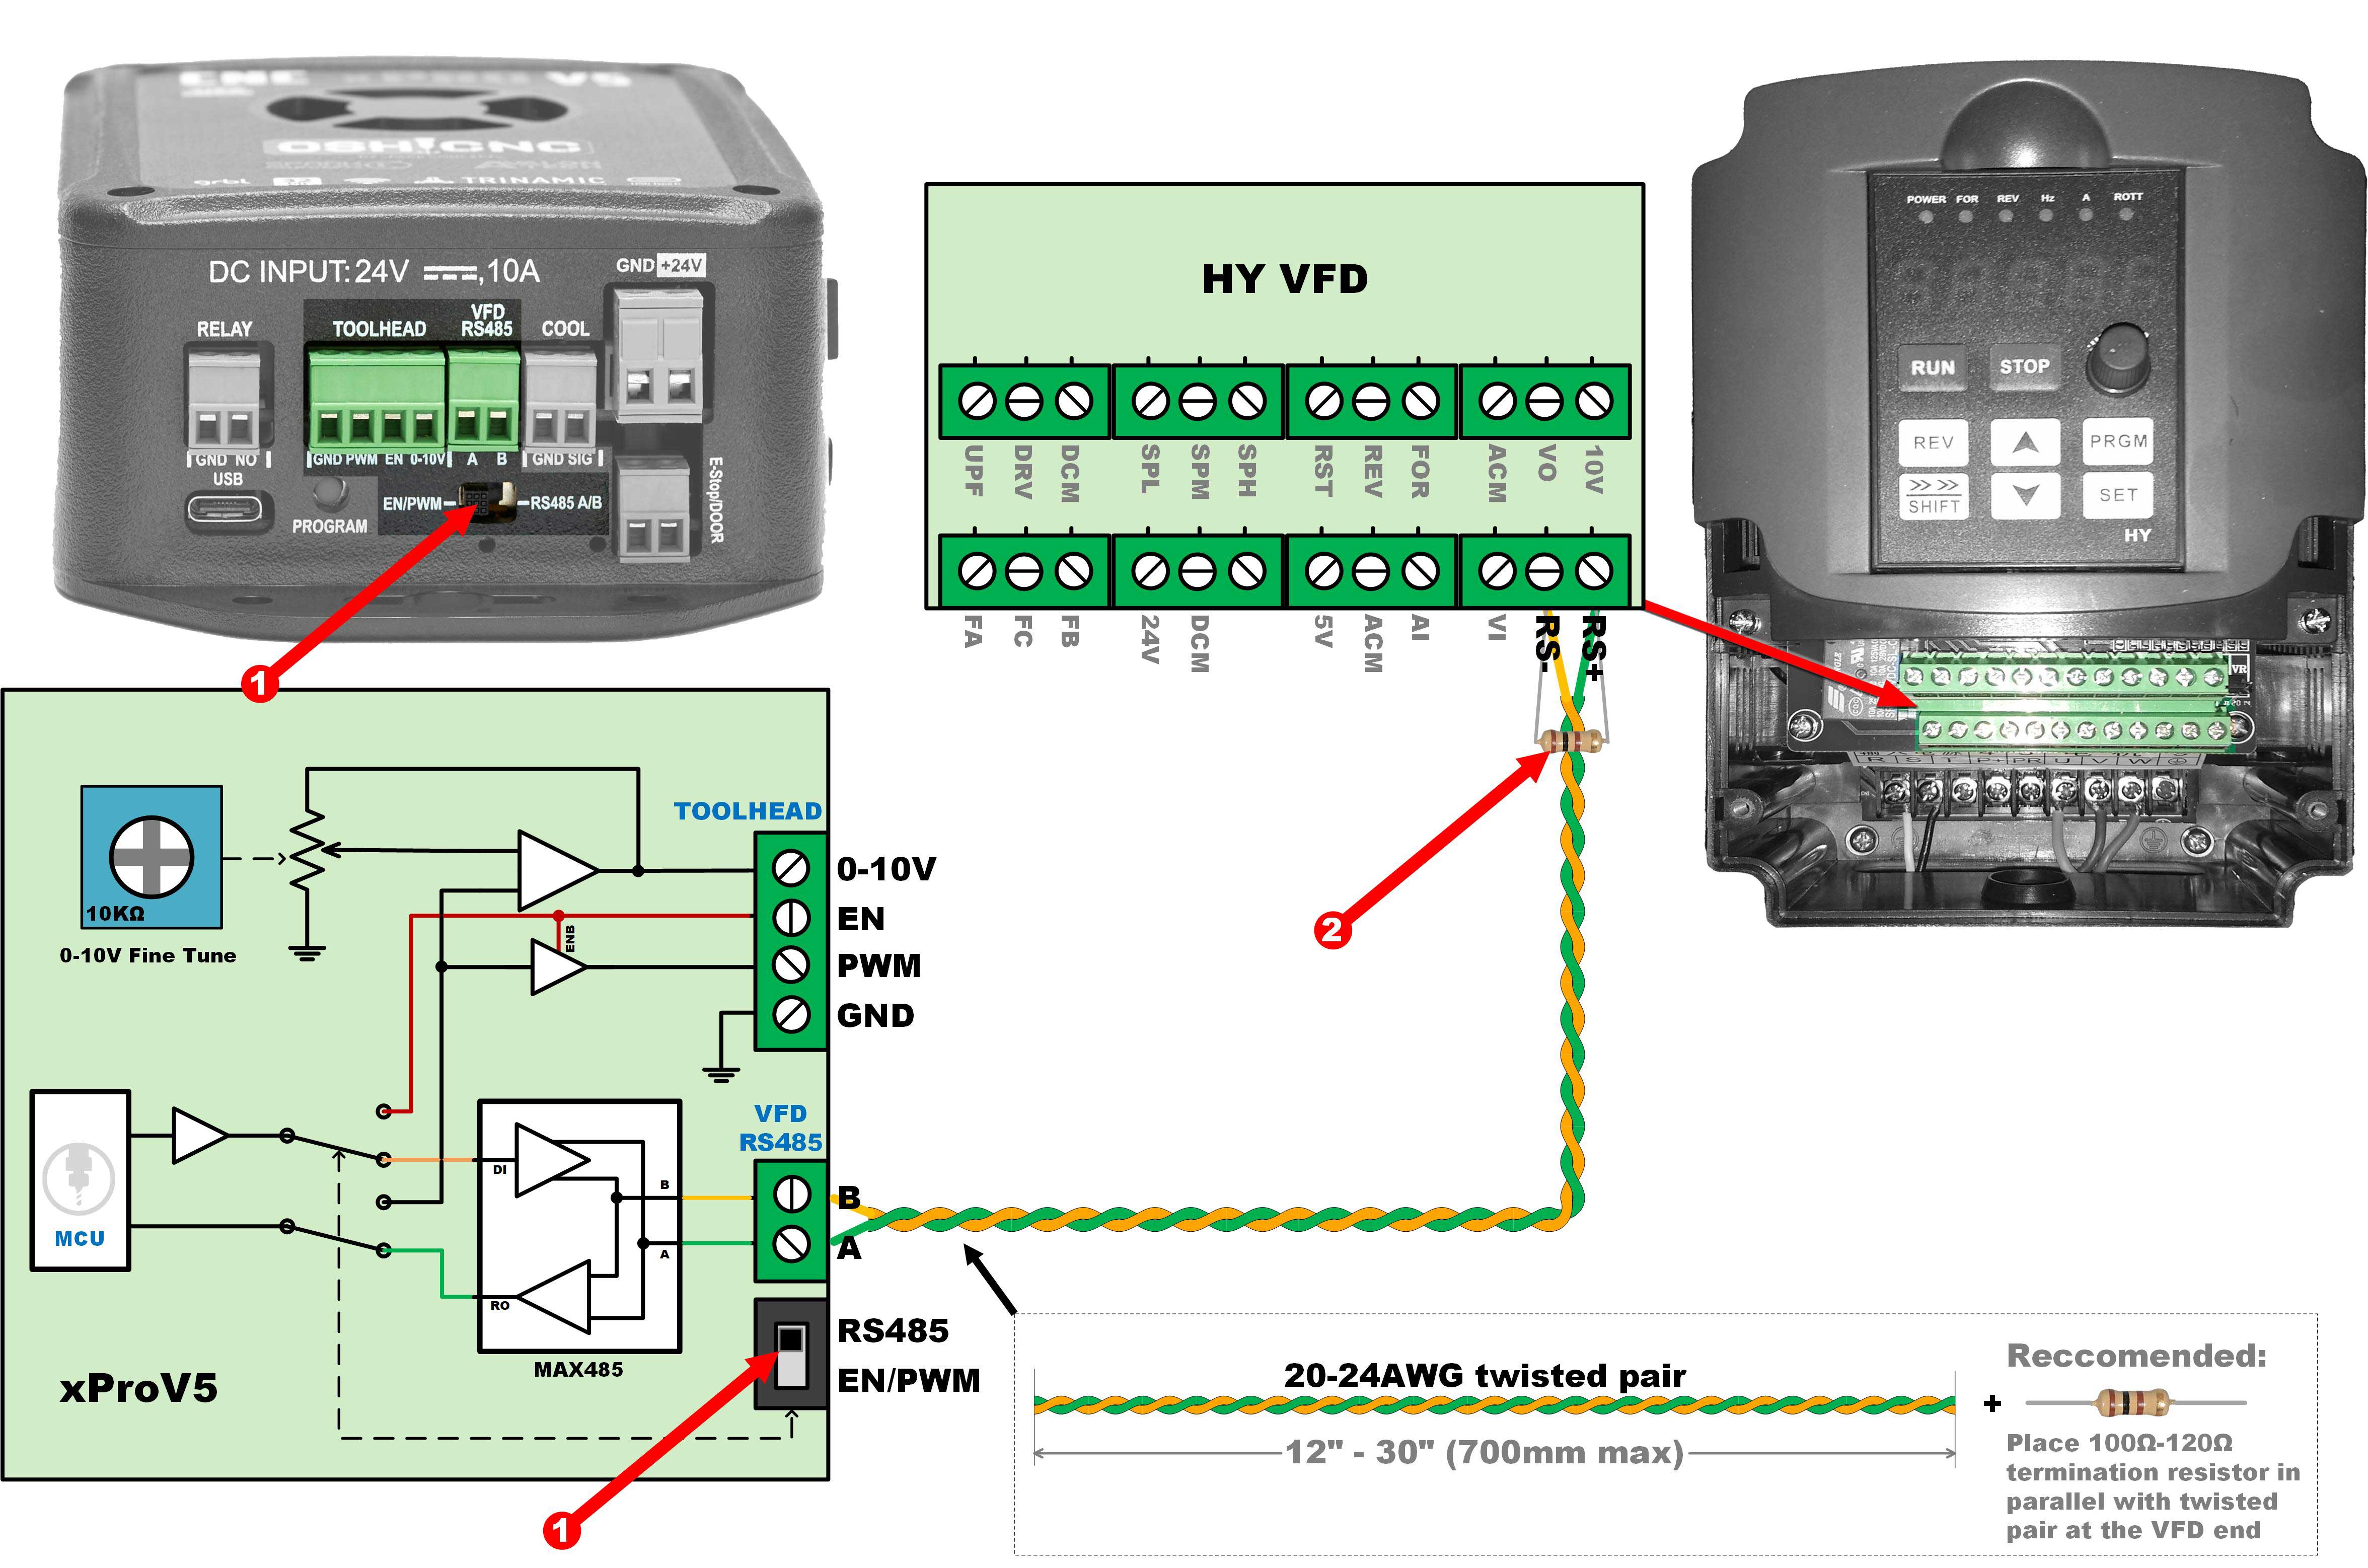 CNC
V5
OSHCNC
grbl
TRINAMIC
DC INPUT: 24V ⎓, 10A
GND +24V
RELAY
TOOLHEAD
VFD
RS485
COOL
GND NO
GND PWM EN 0-10V
A B
GND SIG
USB
PROGRAM
EN/PWM
RS485 A/B
E-Stop/DOOR
1
HY VFD
UPF DRV DCM SPL SPM SPH RST REV FOR ACM VO 10V
FA FC FB 24V DCM 5V ACM AI VI RS- RS+
2
POWER FOR REV Hz A ROTT
RUN STOP
REV PRGM
>> >>
SHIFT
SET
HY
VR
R S T P+ PR U V W
TOOLHEAD
0-10V
EN
PWM
GND
10KΩ
0-10V Fine Tune
ENB
MCU
DI
RO
B
A
MAX485
VFD
RS485
B
A
RS485
EN/PWM
xProV5
1
20-24AWG twisted pair
12" - 30" (700mm max)
+
Reccomended:
Place 100Ω-120Ω
termination resistor in
parallel with twisted
pair at the VFD end